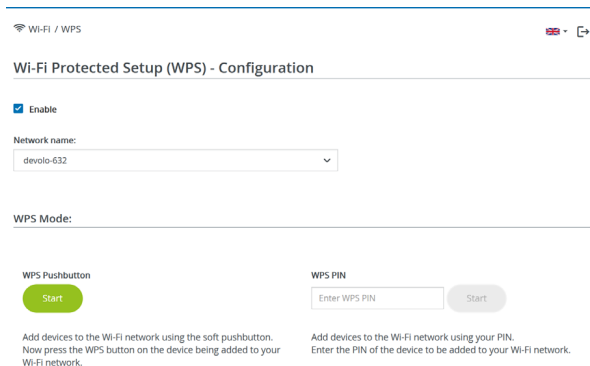 Wi-Fi / WPS
Wi-Fi Protected Setup (WPS) - Configuration
Enable
Network name:
devolo-632
WPS Mode:
WPS Pushbutton
Start
Add devices to the Wi-Fi network using the soft pushbutton.
Now press the WPS button on the device being added to your
Wi-Fi network.
WPS PIN
Enter WPS PIN
Start
Add devices to the Wi-Fi network using your PIN.
Enter the PIN of the device to be added to your Wi-Fi network.